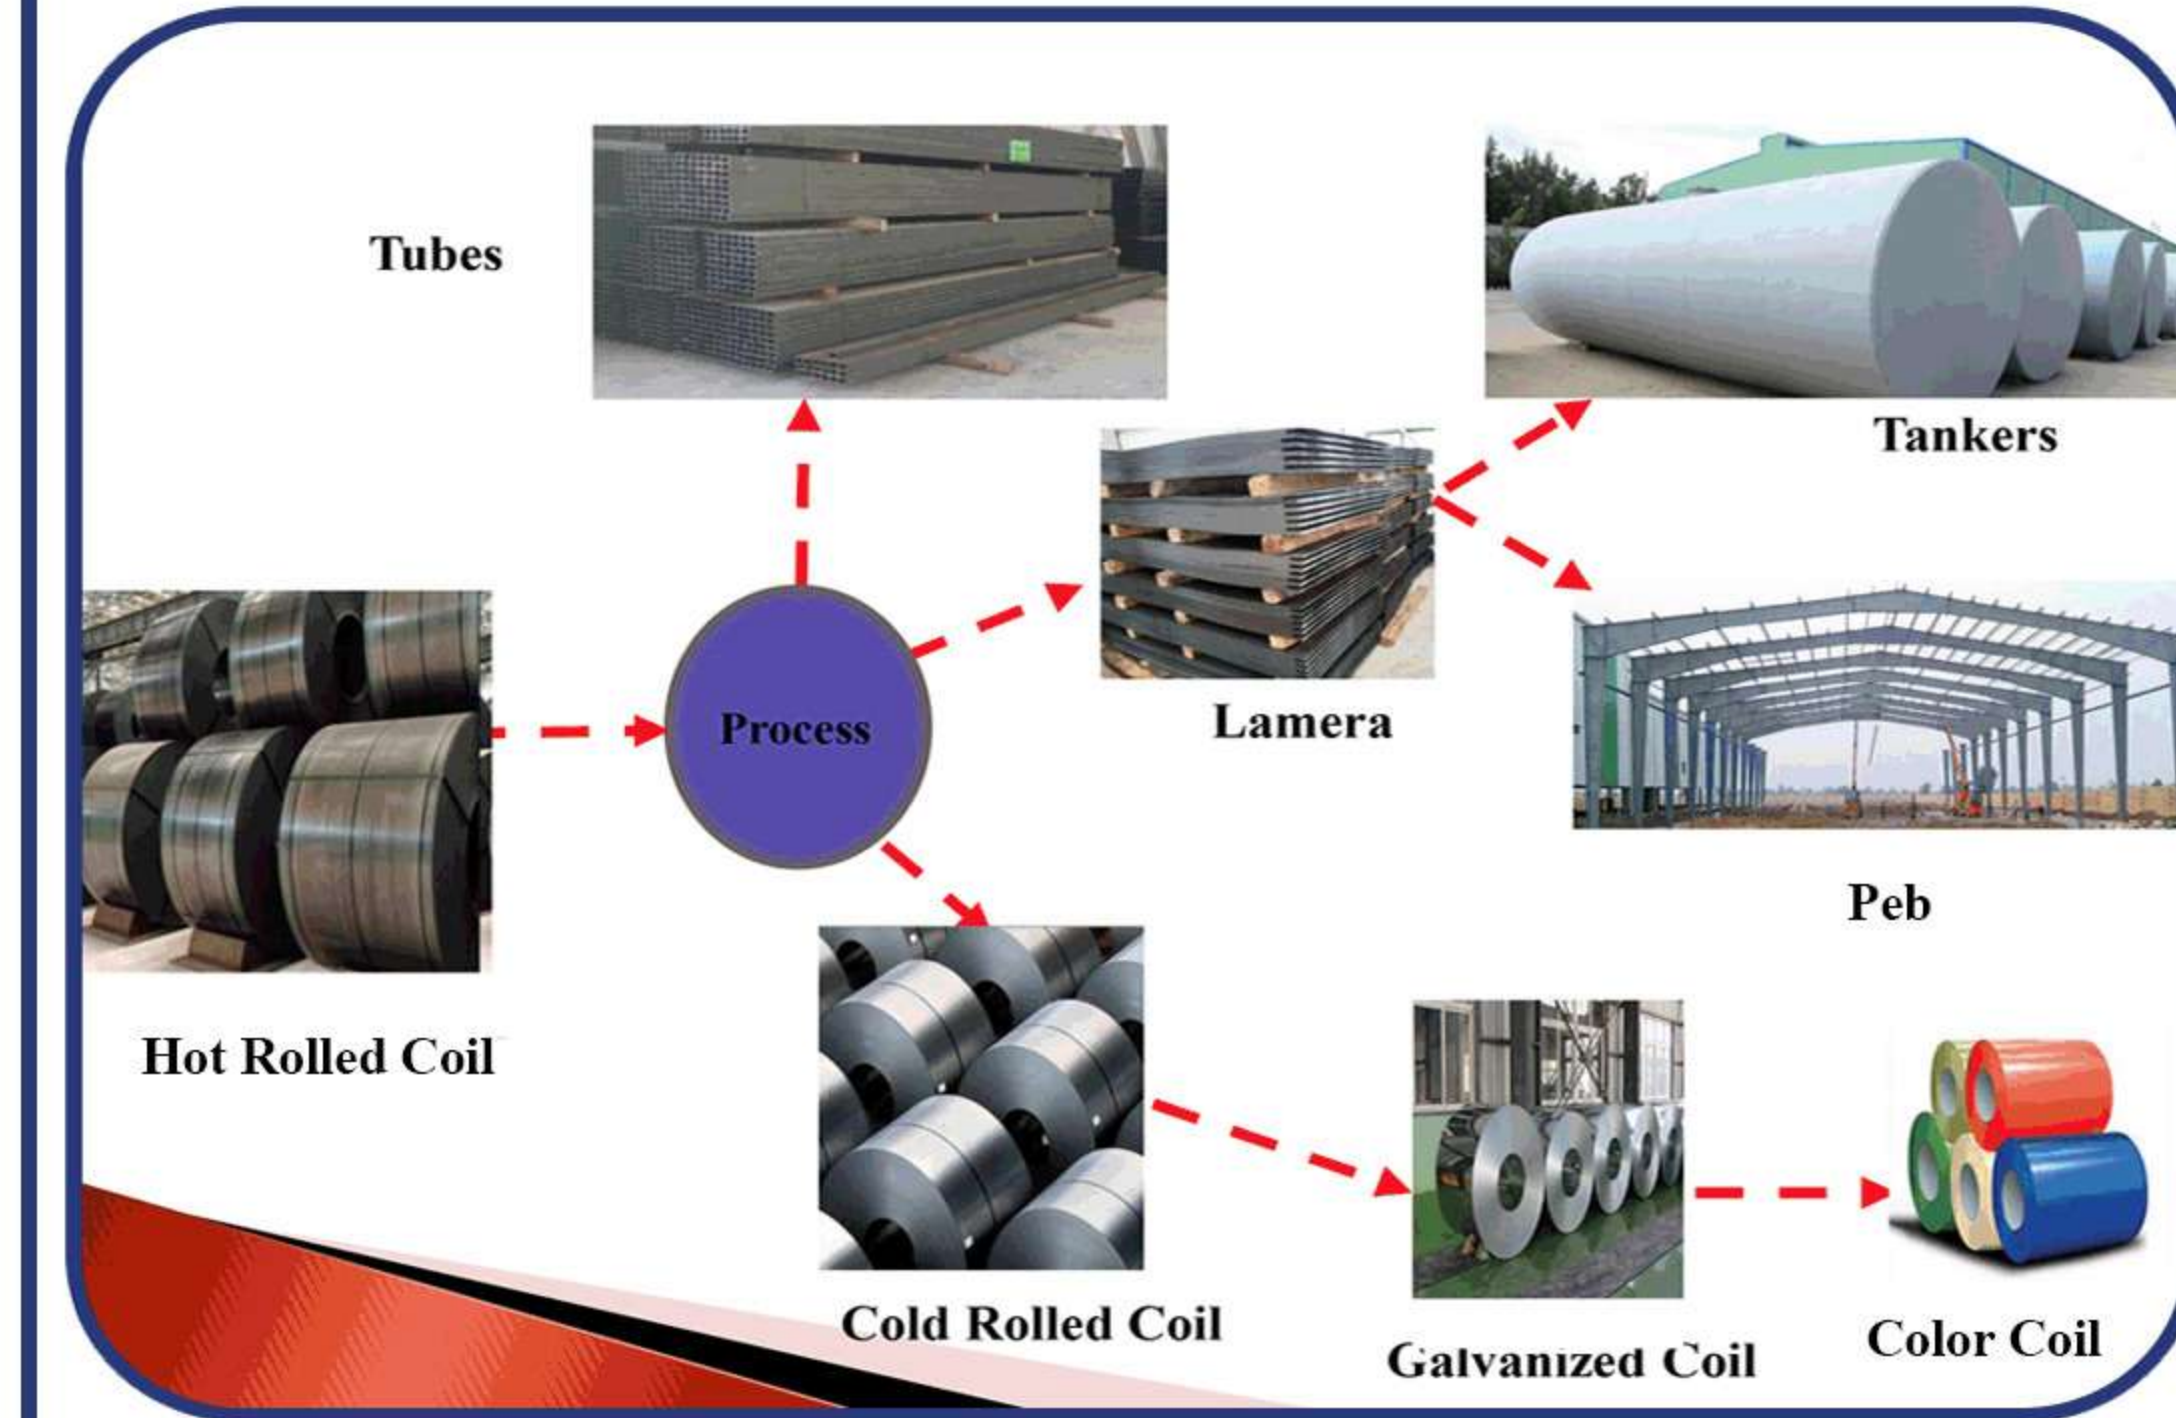 Tubes
Tankers
Process
Lamera
Peb
Hot Rolled Coil
Cold Rolled Coil
Galvanized Coil
Color Coil